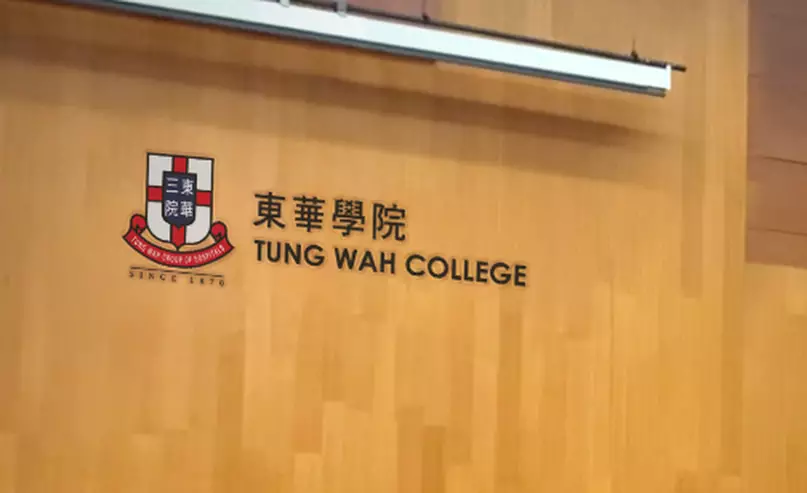 東華三院
TUNG WAH GROUP OF HOSPITALS
SINCE 1870
東華學院
TUNG WAH COLLEGE